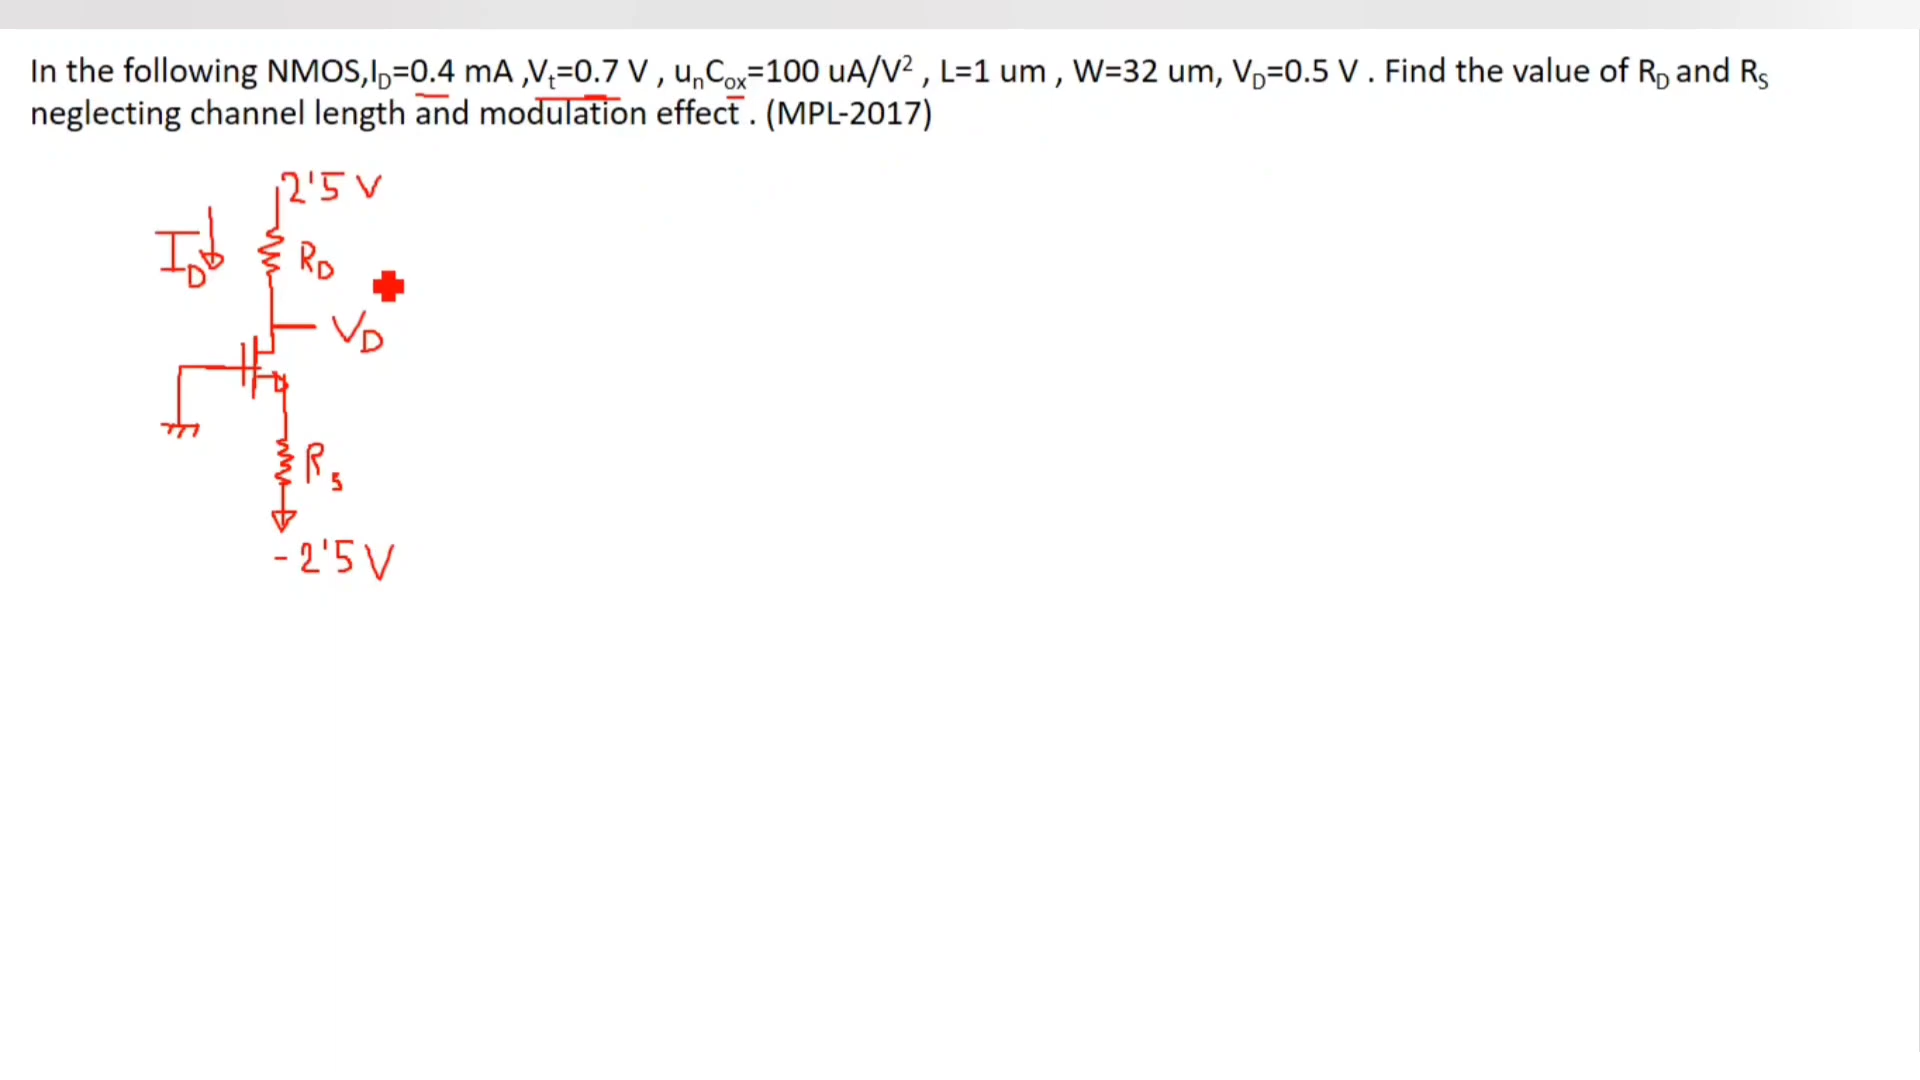 In the following NMOS,I_D=0.4 mA ,V_t=0.7 V , u_nC_ox=100 uA/V² , L=1 um , W=32 um, V_D=0.5 V . Find the value of R_D and R_S
neglecting channel length and modulation effect . (MPL-2017)
2'5 V
I_D
R_D
V_D
R_S
-2'5 V